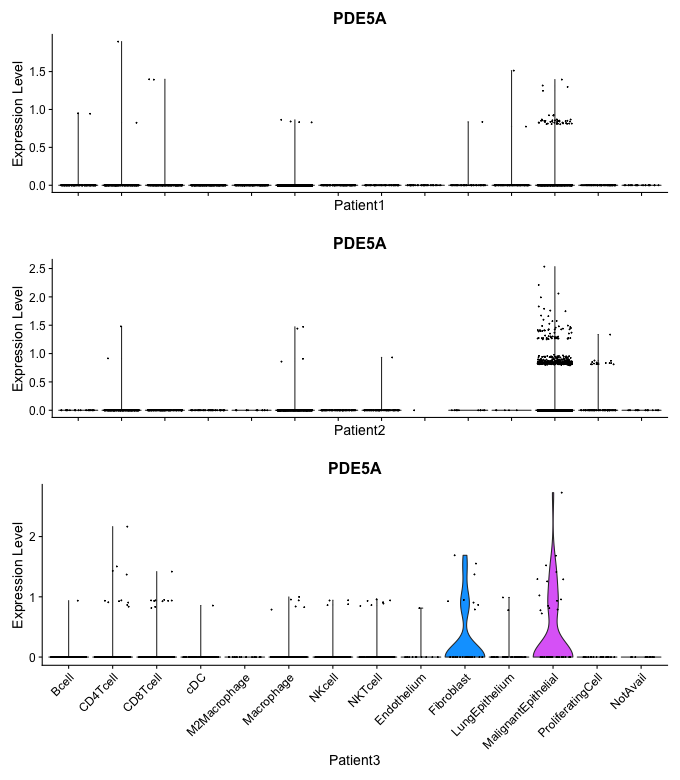 PDE5A
Expression Level
1.5
1.0
0.5
0.0
Patient1
PDE5A
Expression Level
2.5
2.0
1.5
1.0
0.5
0.0
Patient2
PDE5A
Expression Level
2
1
0
Bcell
CD4Tcell
CD8Tcell
cDC
M2Macrophage
Macrophage
NKcell
NKTcell
Endothelium
Fibroblast
LungEpithelium
MalignantEpithelial
ProliferatingCell
NotAvail
Patient3